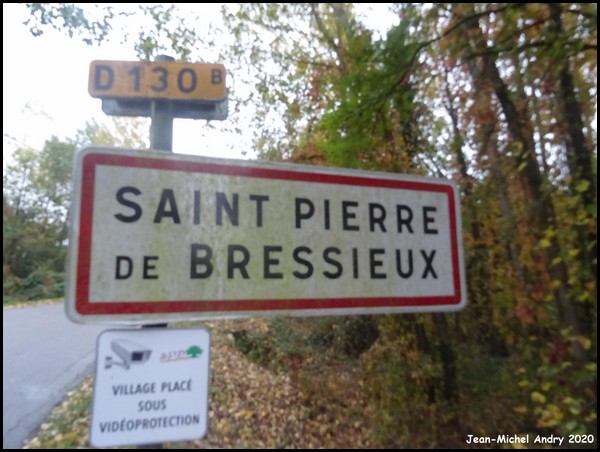 D 130 B
SAINT PIERRE
DE BRESSIEUX
VILLAGE PLACÉ
SOUS
VIDÉOPROTECTION
Jean-Michel Andry 2020